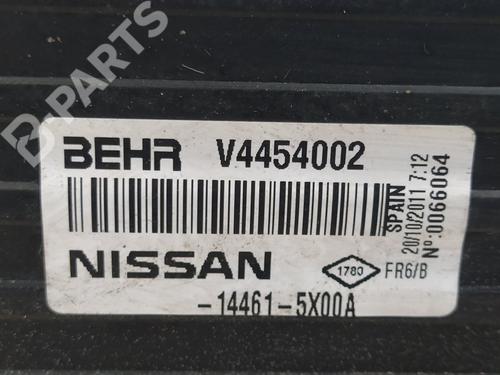 B-PARTS
BEHR V4454002
SPAIN
20/10/2011 7:12
Nº:0066064
NISSAN
1780 FR6/B
-14461-5X00A